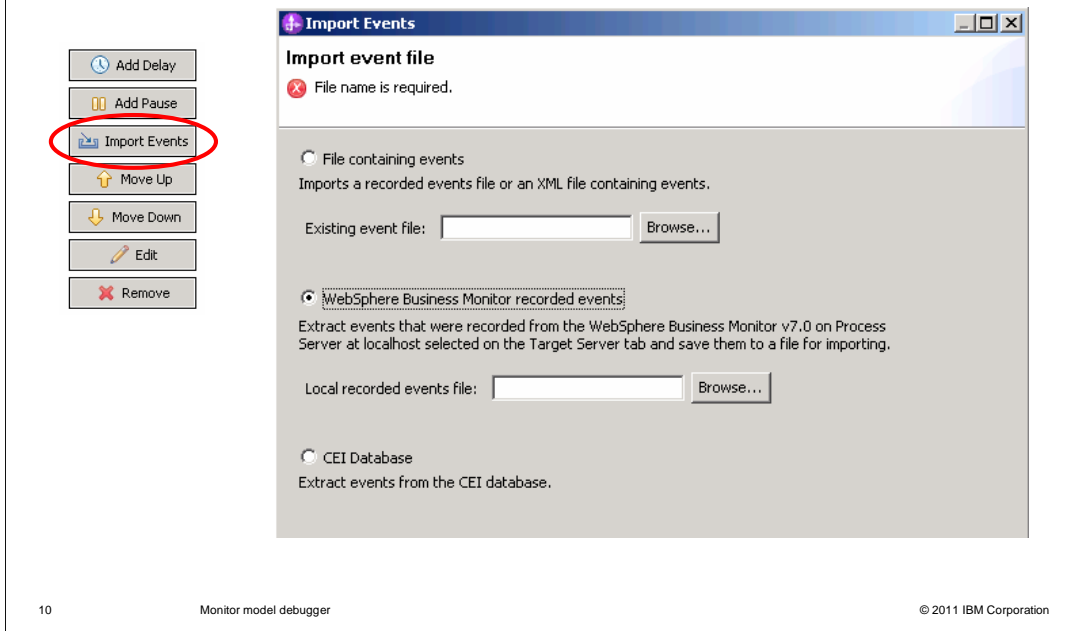 Add Delay
Add Pause
Import Events
Move Up
Move Down
Edit
Remove
Import Events
Import event file
File name is required.
File containing events
Imports a recorded events file or an XML file containing events.
Existing event file:
Browse...
WebSphere Business Monitor recorded events
Extract events that were recorded from the WebSphere Business Monitor v7.0 on Process
Server at localhost selected on the Target Server tab and save them to a file for importing.
Local recorded events file:
Browse...
CEI Database
Extract events from the CEI database.
10
Monitor model debugger
© 2011 IBM Corporation